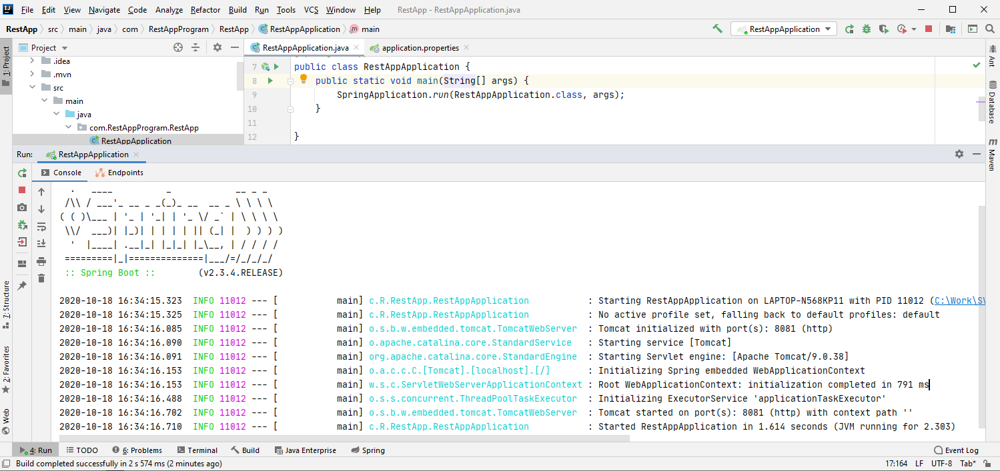 File Edit View Navigate Code Analyze Refactor Build Run Tools VCS Window Help RestApp - RestAppApplication.java
RestApp src main java com RestAppProgram RestApp RestAppApplication main RestAppApplication
1: Project
Project
RestAppApplication.java application.properties
.idea
.mvn
src
main
java
com.RestAppProgram.RestApp
RestAppApplication
7 public class RestAppApplication {
8 public static void main(String[] args) {
9 SpringApplication.run(RestAppApplication.class, args);
10 }
11
12 }
Ant
Database
Maven
Run: RestAppApplication
Console Endpoints
  .   ____          _            __ _ _
 /\\ / ___'_ __ _ _(_)_ __  __ _ \ \ \ \
( ( )\___ | '_ | '_| | '_ \/ _` | \ \ \ \
 \\/  ___)| |_)| | | | | || (_| |  ) ) ) )
  '  |____| .__|_| |_|_| |_\__, | / / / /
 =========|_|==============|___/=/_/_/_/
:: Spring Boot :: (v2.3.4.RELEASE)
2020-10-18 16:34:15.323 INFO 11012 --- [ main] c.R.RestApp.RestAppApplication : Starting RestAppApplication on LAPTOP-N568KP11 with PID 11012 (C:\Work\S\
2020-10-18 16:34:15.325 INFO 11012 --- [ main] c.R.RestApp.RestAppApplication : No active profile set, falling back to default profiles: default
2020-10-18 16:34:16.085 INFO 11012 --- [ main] o.s.b.w.embedded.tomcat.TomcatWebServer : Tomcat initialized with port(s): 8081 (http)
2020-10-18 16:34:16.090 INFO 11012 --- [ main] o.apache.catalina.core.StandardService : Starting service [Tomcat]
2020-10-18 16:34:16.091 INFO 11012 --- [ main] org.apache.catalina.core.StandardEngine : Starting Servlet engine: [Apache Tomcat/9.0.38]
2020-10-18 16:34:16.153 INFO 11012 --- [ main] o.a.c.c.C.[Tomcat].[localhost].[/] : Initializing Spring embedded WebApplicationContext
2020-10-18 16:34:16.153 INFO 11012 --- [ main] w.s.c.ServletWebServerApplicationContext : Root WebApplicationContext: initialization completed in 791 ms
2020-10-18 16:34:16.488 INFO 11012 --- [ main] o.s.s.concurrent.ThreadPoolTaskExecutor : Initializing ExecutorService 'applicationTaskExecutor'
2020-10-18 16:34:16.702 INFO 11012 --- [ main] o.s.b.w.embedded.tomcat.TomcatWebServer : Tomcat started on port(s): 8081 (http) with context path ''
2020-10-18 16:34:16.710 INFO 11012 --- [ main] c.R.RestApp.RestAppApplication : Started RestAppApplication in 1.614 seconds (JVM running for 2.303)
7: Structure
2: Favorites
Web
4: Run TODO 6: Problems Terminal Build Java Enterprise Spring Event Log
Build completed successfully in 2 s 574 ms (2 minutes ago) 17:164 LF UTF-8 Tab*